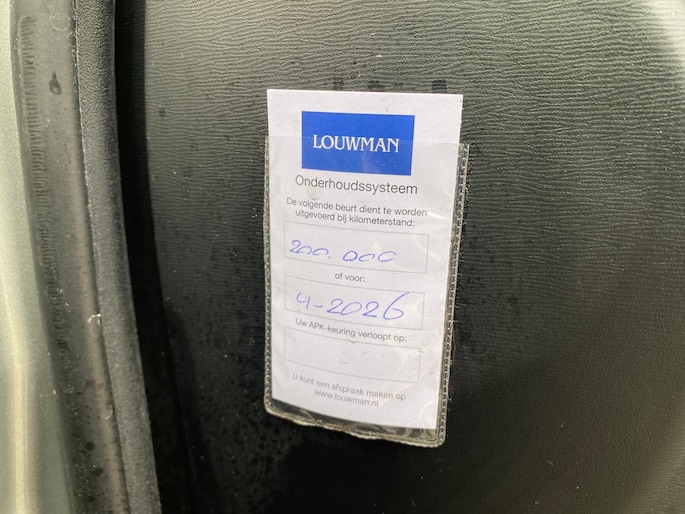 LOUWMAN
Onderhoudssysteem
De volgende beurt dient te worden
uitgevoerd bij kilometerstand:
200.000
of voor:
4-2026
Uw APK-keuring verloopt op:
-
U kunt een afspraak maken op
www.louwman.nl